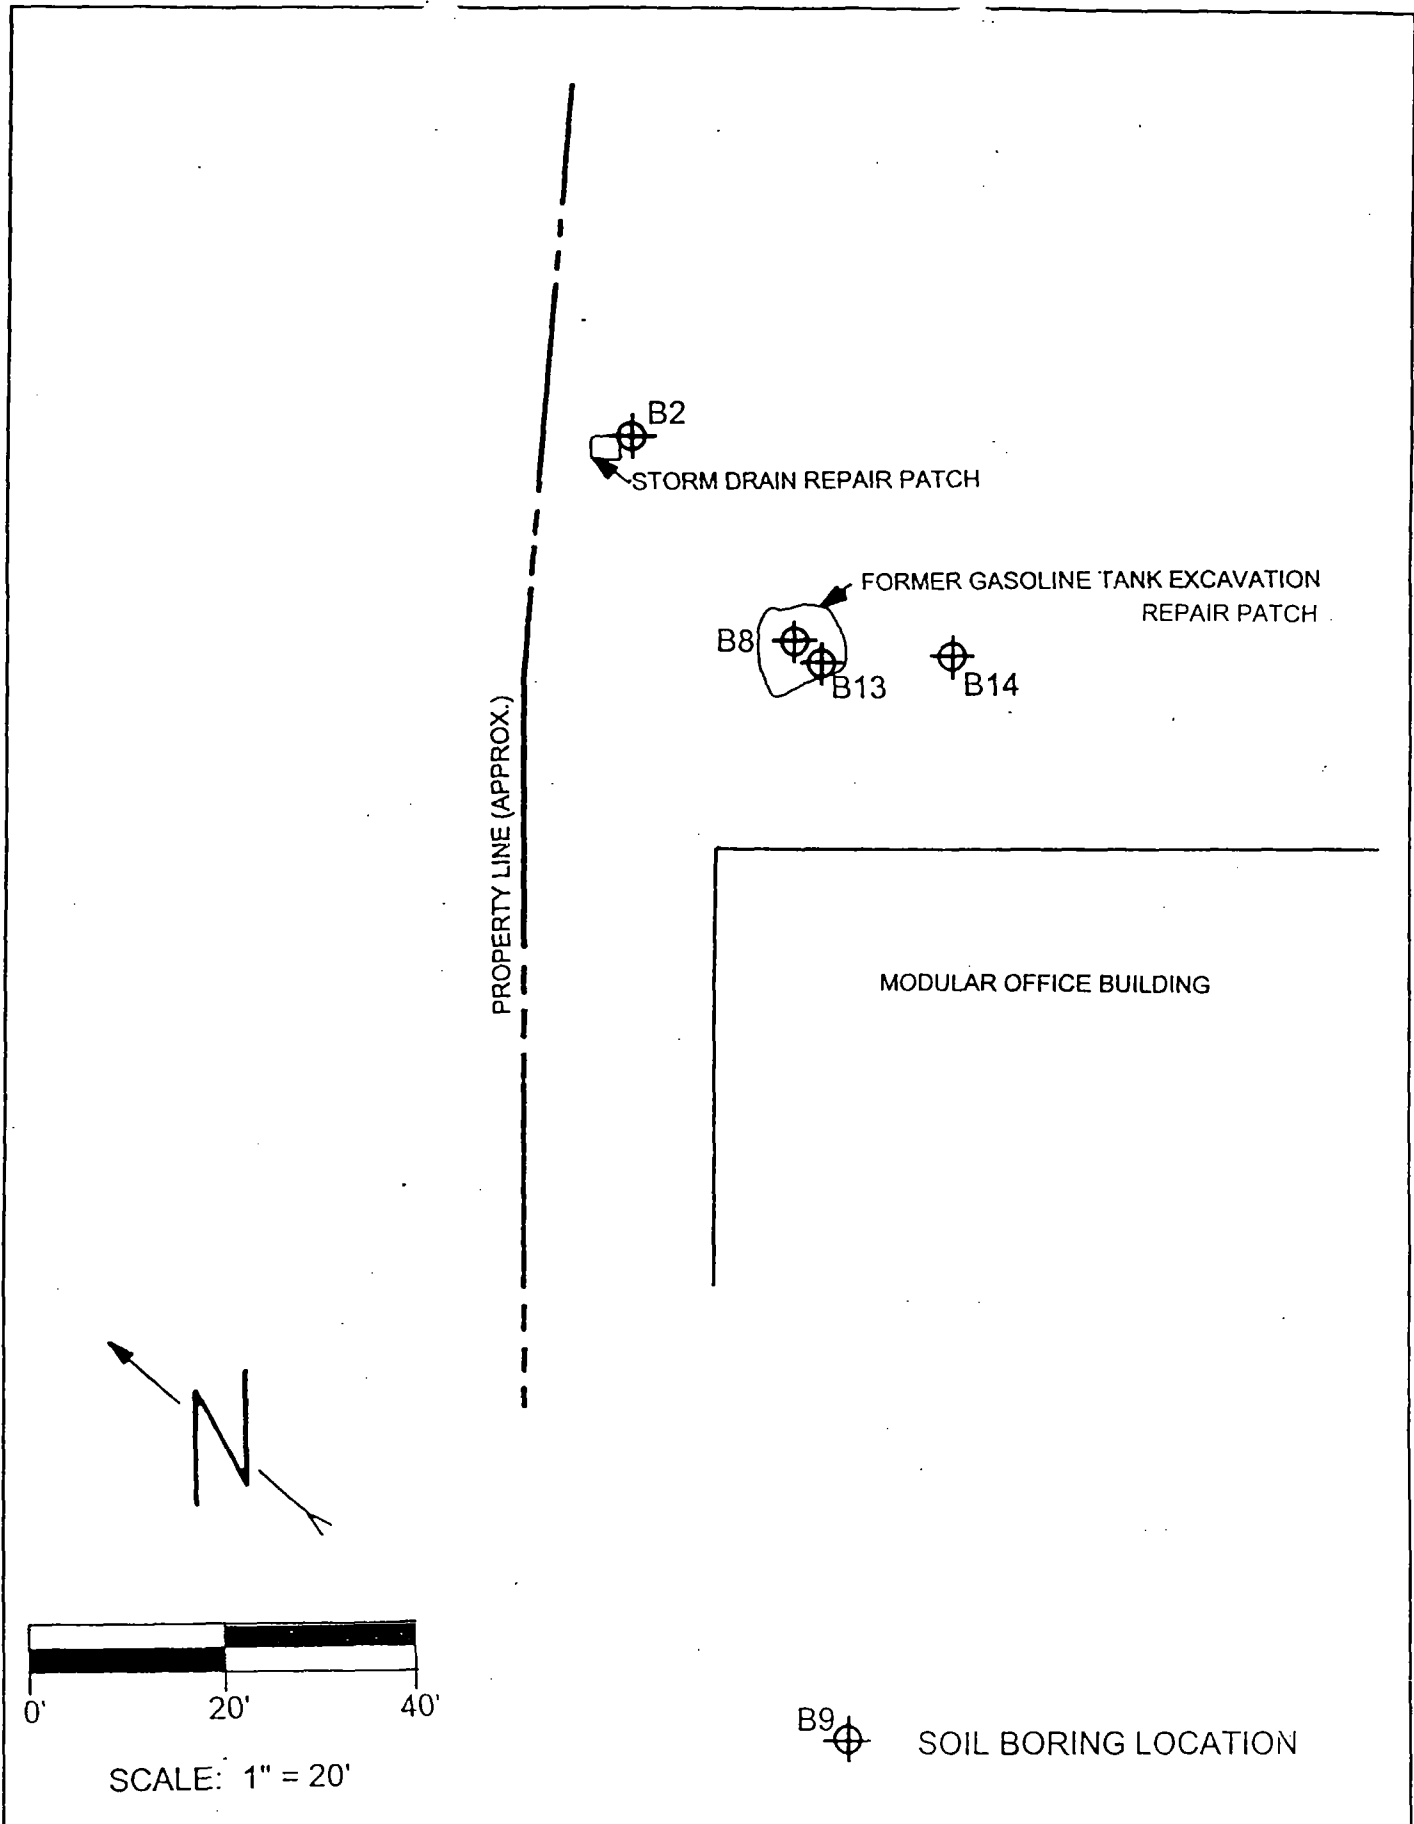 B2
STORM DRAIN REPAIR PATCH
FORMER GASOLINE TANK EXCAVATION
REPAIR PATCH
B8
B13
B14
PROPERTY LINE (APPROX.)
MODULAR OFFICE BUILDING
N
0' 20' 40'
SCALE: 1" = 20'
B9 SOIL BORING LOCATION